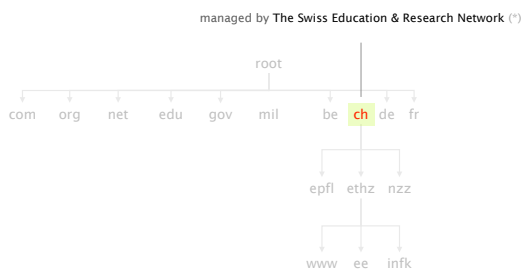 managed by The Swiss Education & Research Network (*)
root
com org net edu gov mil be ch de fr
epfl ethz nzz
www ee infk